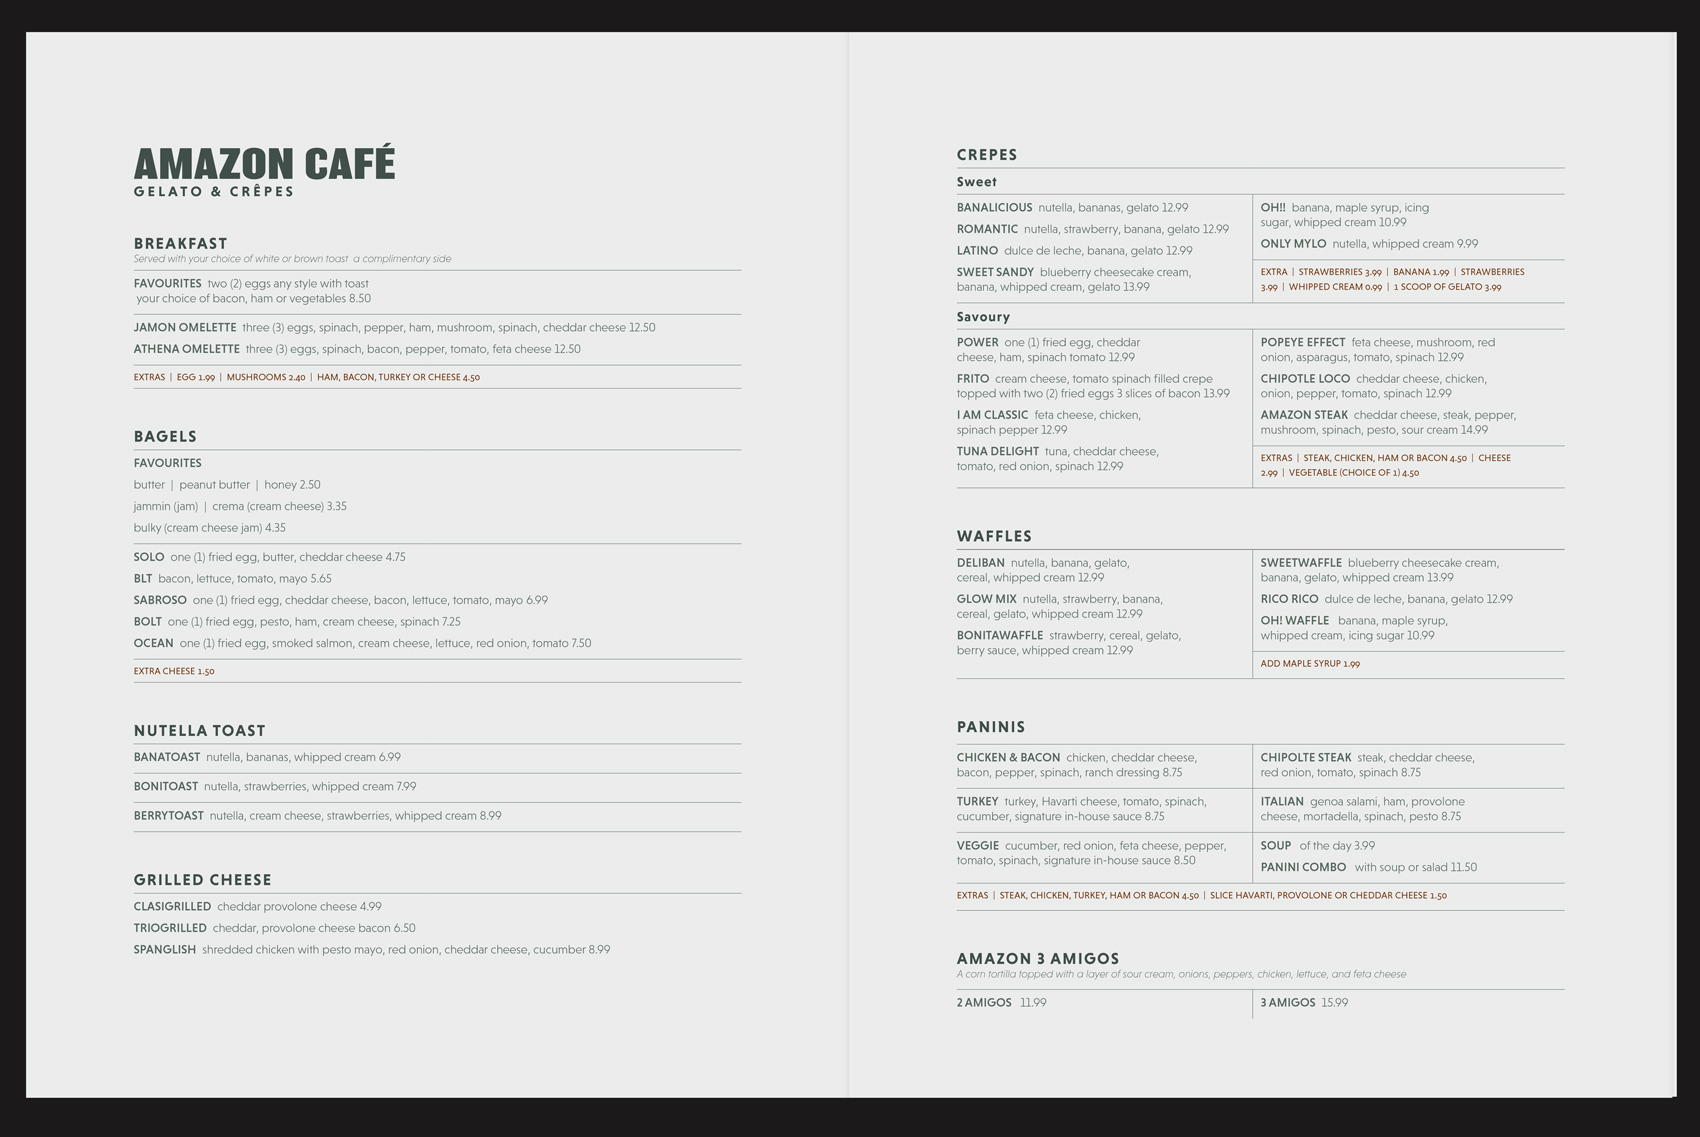 AMAZON CAFÉ
GELATO & CRÊPES
BREAKFAST
Served with your choice of white or brown toast a complimentary side
FAVOURITES two (2) eggs any style with toast
your choice of bacon, ham or vegetables 8.50
JAMON OMELETTE three (3) eggs, spinach, pepper, ham, mushroom, spinach, cheddar cheese 12.50
ATHENA OMELETTE three (3) eggs, spinach, bacon, pepper, tomato, feta cheese 12.50
EXTRAS | EGG 1.99 | MUSHROOMS 2.40 | HAM, BACON, TURKEY OR CHEESE 4.50
BAGELS
FAVOURITES
butter | peanut butter | honey 2.50
jammin (jam) | crema (cream cheese) 3.35
bulky (cream cheese jam) 4.35
SOLO one (1) fried egg, butter, cheddar cheese 4.75
BLT bacon, lettuce, tomato, mayo 5.65
SABROSO one (1) fried egg, cheddar cheese, bacon, lettuce, tomato, mayo 6.99
BOLT one (1) fried egg, pesto, ham, cream cheese, spinach 7.25
OCEAN one (1) fried egg, smoked salmon, cream cheese, lettuce, red onion, tomato 7.50
EXTRA CHEESE 1.50
NUTELLA TOAST
BANATOAST nutella, bananas, whipped cream 6.99
BONITOAST nutella, strawberries, whipped cream 7.99
BERRYTOAST nutella, cream cheese, strawberries, whipped cream 8.99
GRILLED CHEESE
CLASIGRILLED cheddar provolone cheese 4.99
TRIOGRILLED cheddar, provolone cheese bacon 6.50
SPANGLISH shredded chicken with pesto mayo, red onion, cheddar cheese, cucumber 8.99
CREPES
Sweet
BANALICIOUS nutella, bananas, gelato 12.99
ROMANTIC nutella, strawberry, banana, gelato 12.99
LATINO dulce de leche, banana, gelato 12.99
SWEET SANDY blueberry cheesecake cream,
banana, whipped cream, gelato 13.99
OH!! banana, maple syrup, icing
sugar, whipped cream 10.99
ONLY MYLO nutella, whipped cream 9.99
EXTRA | STRAWBERRIES 3.99 | BANANA 1.99 | STRAWBERRIES
3.99 | WHIPPED CREAM 0.99 | 1 SCOOP OF GELATO 3.99
Savoury
POWER one (1) fried egg, cheddar
cheese, ham, spinach tomato 12.99
FRITO cream cheese, tomato spinach filled crepe
topped with two (2) fried eggs 3 slices of bacon 13.99
I AM CLASSIC feta cheese, chicken,
spinach pepper 12.99
TUNA DELIGHT tuna, cheddar cheese,
tomato, red onion, spinach 12.99
POPEYE EFFECT feta cheese, mushroom, red
onion, asparagus, tomato, spinach 12.99
CHIPOTLE LOCO cheddar cheese, chicken,
onion, pepper, tomato, spinach 12.99
AMAZON STEAK cheddar cheese, steak, pepper,
mushroom, spinach, pesto, sour cream 14.99
EXTRAS | STEAK, CHICKEN, HAM OR BACON 4.50 | CHEESE
2.99 | VEGETABLE (CHOICE OF 1) 4.50
WAFFLES
DELIBAN nutella, banana, gelato,
cereal, whipped cream 12.99
GLOW MIX nutella, strawberry, banana,
cereal, gelato, whipped cream 12.99
BONITAWAFFLE strawberry, cereal, gelato,
berry sauce, whipped cream 12.99
SWEETWAFFLE blueberry cheesecake cream,
banana, gelato, whipped cream 13.99
RICO RICO dulce de leche, banana, gelato 12.99
OH! WAFFLE banana, maple syrup,
whipped cream, icing sugar 10.99
ADD MAPLE SYRUP 1.99
PANINIS
CHICKEN & BACON chicken, cheddar cheese,
bacon, pepper, spinach, ranch dressing 8.75
CHIPOLTE STEAK steak, cheddar cheese,
red onion, tomato, spinach 8.75
TURKEY turkey, Havarti cheese, tomato, spinach,
cucumber, signature in-house sauce 8.75
ITALIAN genoa salami, ham, provolone
cheese, mortadella, spinach, pesto 8.75
VEGGIE cucumber, red onion, feta cheese, pepper,
tomato, spinach, signature in-house sauce 8.50
SOUP of the day 3.99
PANINI COMBO with soup or salad 11.50
EXTRAS | STEAK, CHICKEN, TURKEY, HAM OR BACON 4.50 | SLICE HAVARTI, PROVOLONE OR CHEDDAR CHEESE 1.50
AMAZON 3 AMIGOS
A corn tortilla topped with a layer of sour cream, onions, peppers, chicken, lettuce, and feta cheese
2 AMIGOS 11.99
3 AMIGOS 15.99